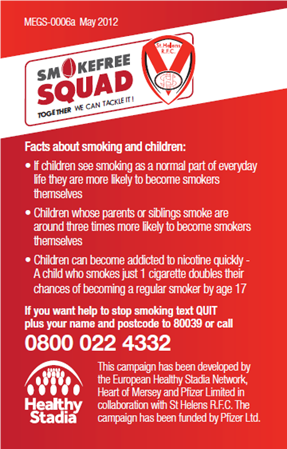 MEGS-0006a May 2012
St.Helens
R.F.C.
SMOKEFREE
SQUAD
TOGETHER WE CAN TACKLE IT!
Facts about smoking and children:
• If children see smoking as a normal part of everyday
life they are more likely to become smokers
themselves
• Children whose parents or siblings smoke are
around three times more likely to become smokers
themselves
• Children can become addicted to nicotine quickly -
A child who smokes just 1 cigarette doubles their
chances of becoming a regular smoker by age 17
If you want help to stop smoking text QUIT
plus your name and postcode to 80039 or call
0800 022 4332
Healthy
Stadia
This campaign has been developed by
the European Healthy Stadia Network,
Heart of Mersey and Pfizer Limited in
collaboration with St Helens R.F.C. The
campaign has been funded by Pfizer Ltd.